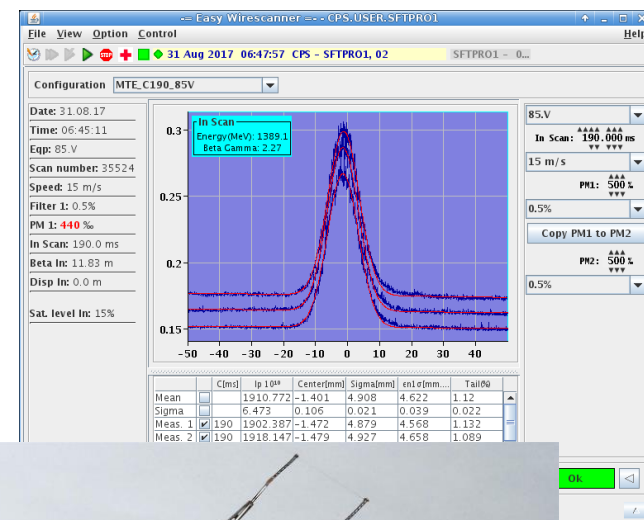 -= Easy Wirescanner =- - CPS.USER.SFTPRO1
File View Option Control Help
STOP 31 Aug 2017 06:47:57 CPS - SFTPRO1, 02 SFTPRO1 - 0...
Configuration MTE_C190_85V
Date: 31.08.17
Time: 06:45:11
Eqp: 85.V
Scan number: 35524
Speed: 15 m/s
Filter 1: 0.5%
PM 1: 440 ‰
In Scan: 190.0 ms
Beta In: 11.83 m
Disp In: 0.0 m
Sat. level In: 15%
In Scan
Energy(MeV): 1389.1
Beta Gamma: 2.27
0.3
0.25
0.2
0.15
-50 -40 -30 -20 -10 0 10 20 30 40
85.V
In Scan: 190.000 ms
15 m/s
PM1: 500 ‰
0.5%
Copy PM1 to PM2
PM2: 500 ‰
0.5%
C[ms] Ip 10¹⁰ Center[mm] Sigma[mm] εn1σ[mm....
Mean 1910.772 -1.401 4.908 4.622 1.12
Sigma 6.473 0.106 0.021 0.039 0.022
Meas. 1 190 1902.387 -1.472 4.879 4.568 1.132
Meas. 2 190 1918.147 -1.479 4.927 4.658 1.089
Ok